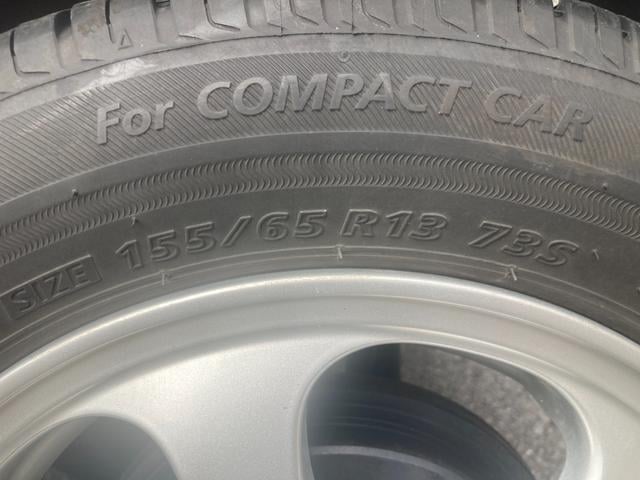 For COMPACT CAR
SIZE 155/65 R13 73S